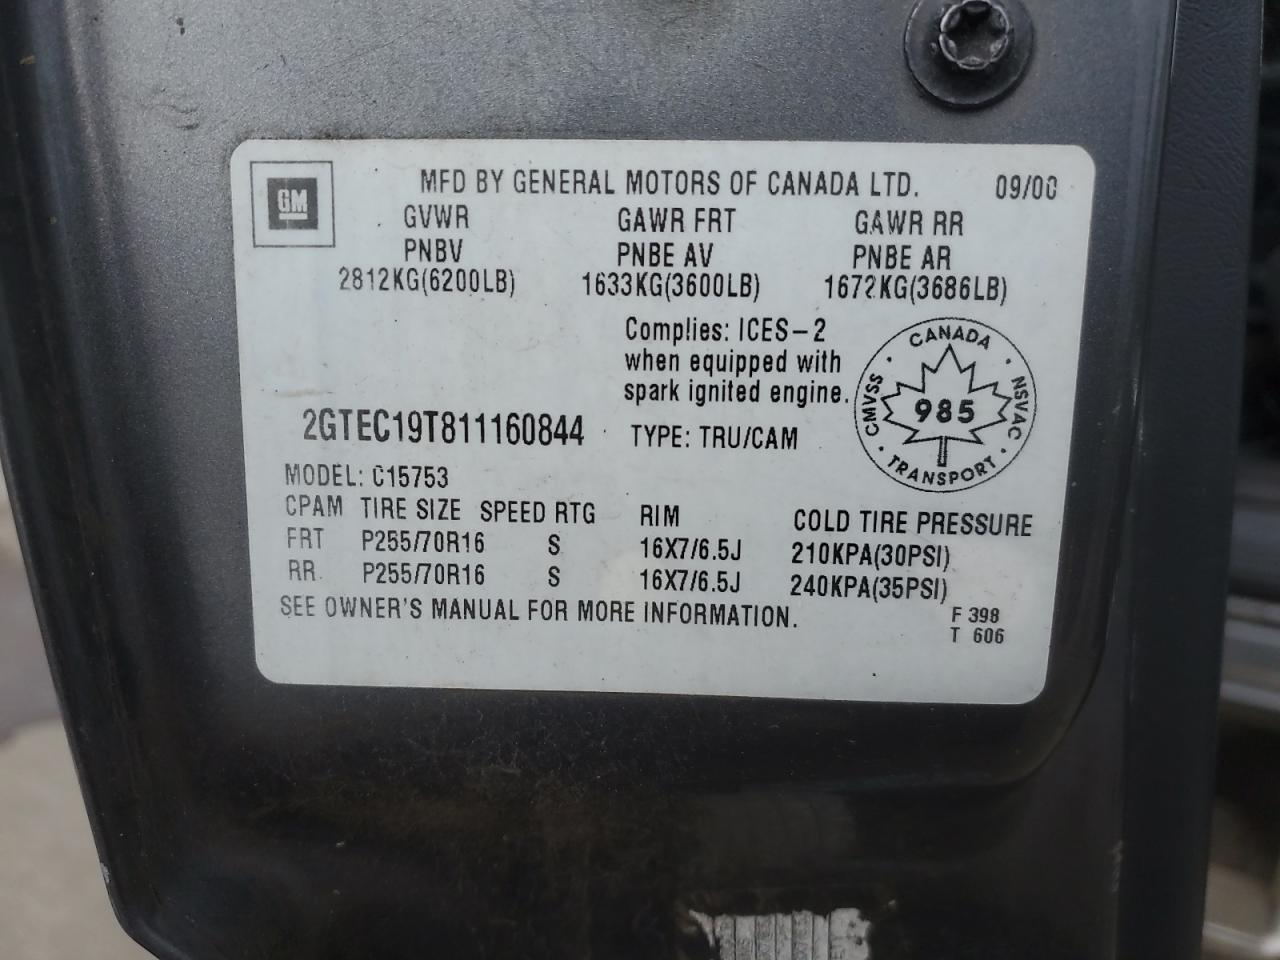 GM
MFD BY GENERAL MOTORS OF CANADA LTD. 09/00
GVWR GAWR FRT GAWR RR
PNBV PNBE AV PNBE AR
2812KG(6200LB) 1633KG(3600LB) 1672KG(3686LB)
Complies: ICES-2
when equipped with
spark ignited engine.
CANADA
CMVSS 985 NSVAC
TRANSPORT
2GTEC19T811160844 TYPE: TRU/CAM
MODEL: C15753
CPAM TIRE SIZE SPEED RTG RIM COLD TIRE PRESSURE
FRT P255/70R16 S 16X7/6.5J 210KPA(30PSI)
RR P255/70R16 S 16X7/6.5J 240KPA(35PSI)
SEE OWNER'S MANUAL FOR MORE INFORMATION.
F 398
T 606